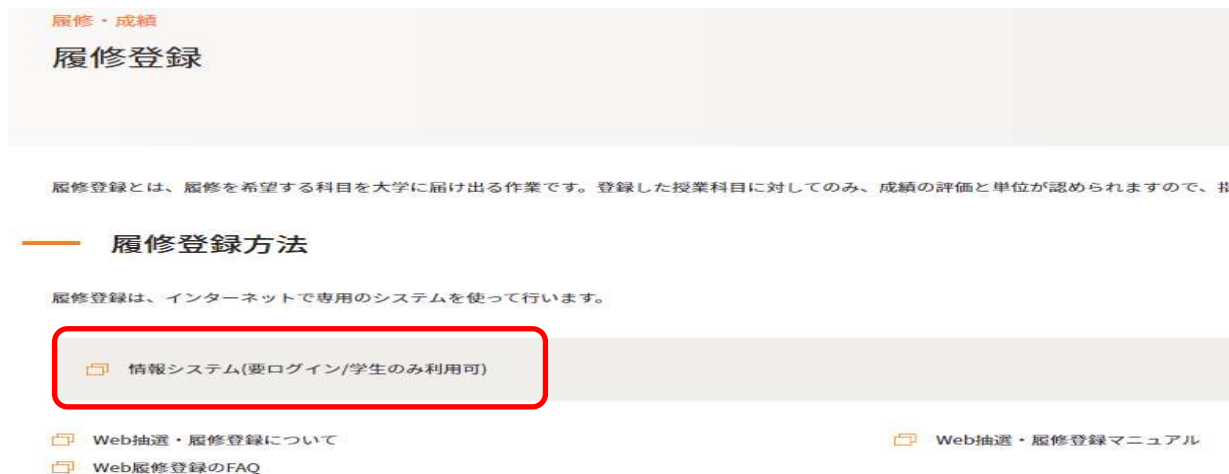 履修・成績
履修登録
履修登録とは、履修を希望する科目を大学に届け出る作業です。登録した授業科目に対してのみ、成績の評価と単位が認められますので、
履修登録方法
履修登録は、インターネットで専用のシステムを使って行います。
情報システム(要ログイン/学生のみ利用可)
Web抽選・履修登録について
Web抽選・履修登録マニュアル
Web履修登録のFAQ